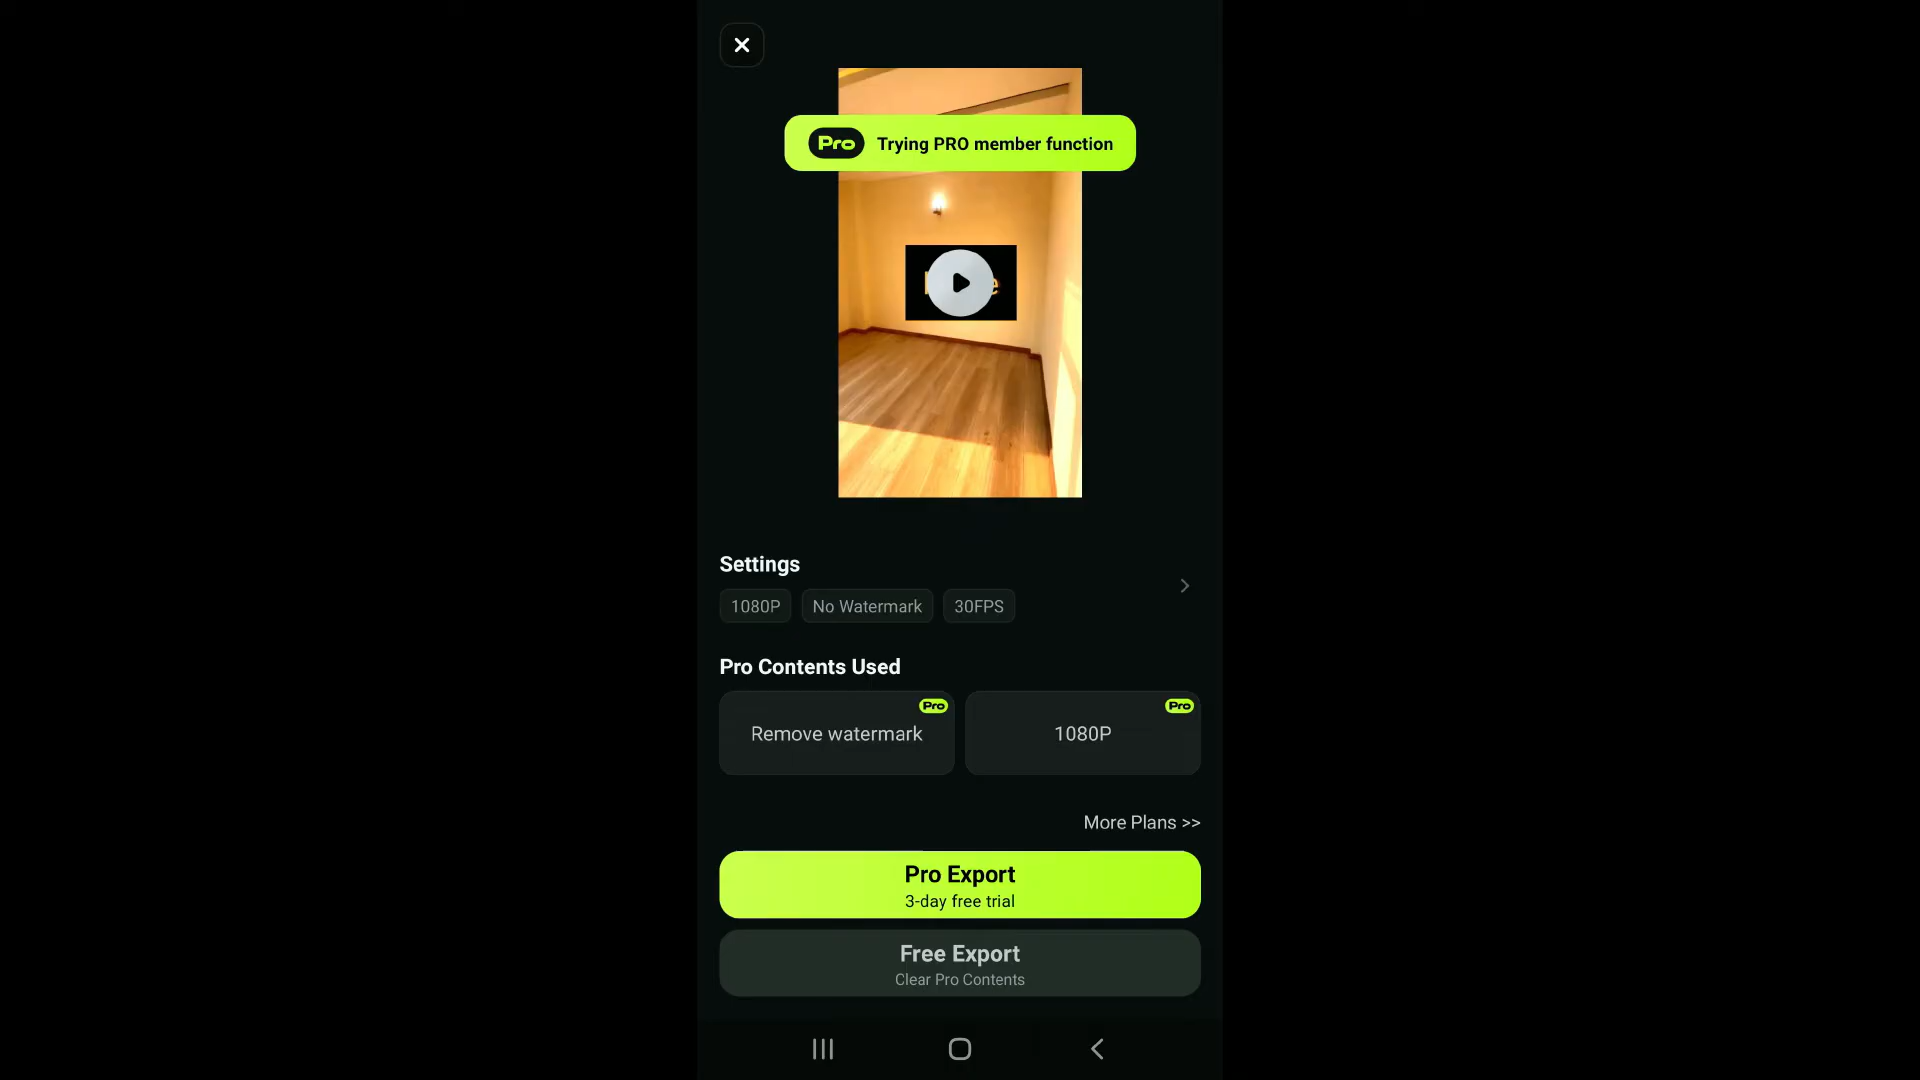 Pro Trying PRO member function
Settings
1080P No Watermark 30FPS
Pro Contents Used
Remove watermark Pro
1080P Pro
More Plans >>
Pro Export
3-day free trial
Free Export
Clear Pro Contents